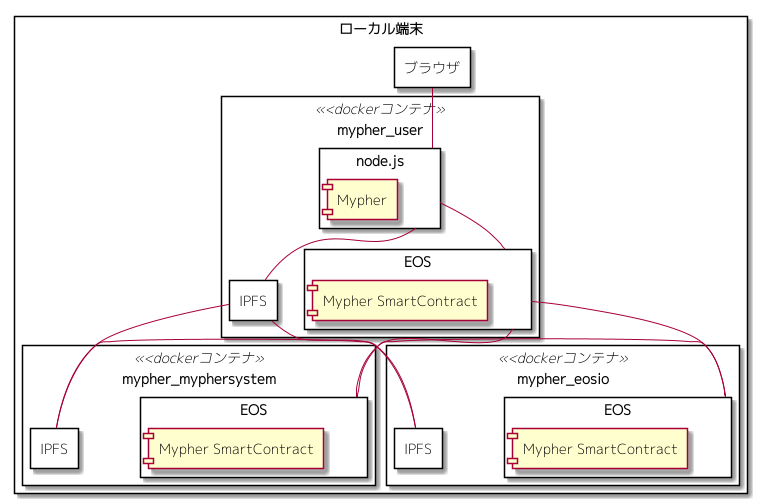 ローカル端末
ブラウザ
«<dockerコンテナ»
mypher_user
node.js
Mypher
EOS
IPFS
Mypher SmartContract
«<dockerコンテナ»
mypher_myphersystem
EOS
IPFS
Mypher SmartContract
«<dockerコンテナ»
mypher_eosio
EOS
IPFS
Mypher SmartContract